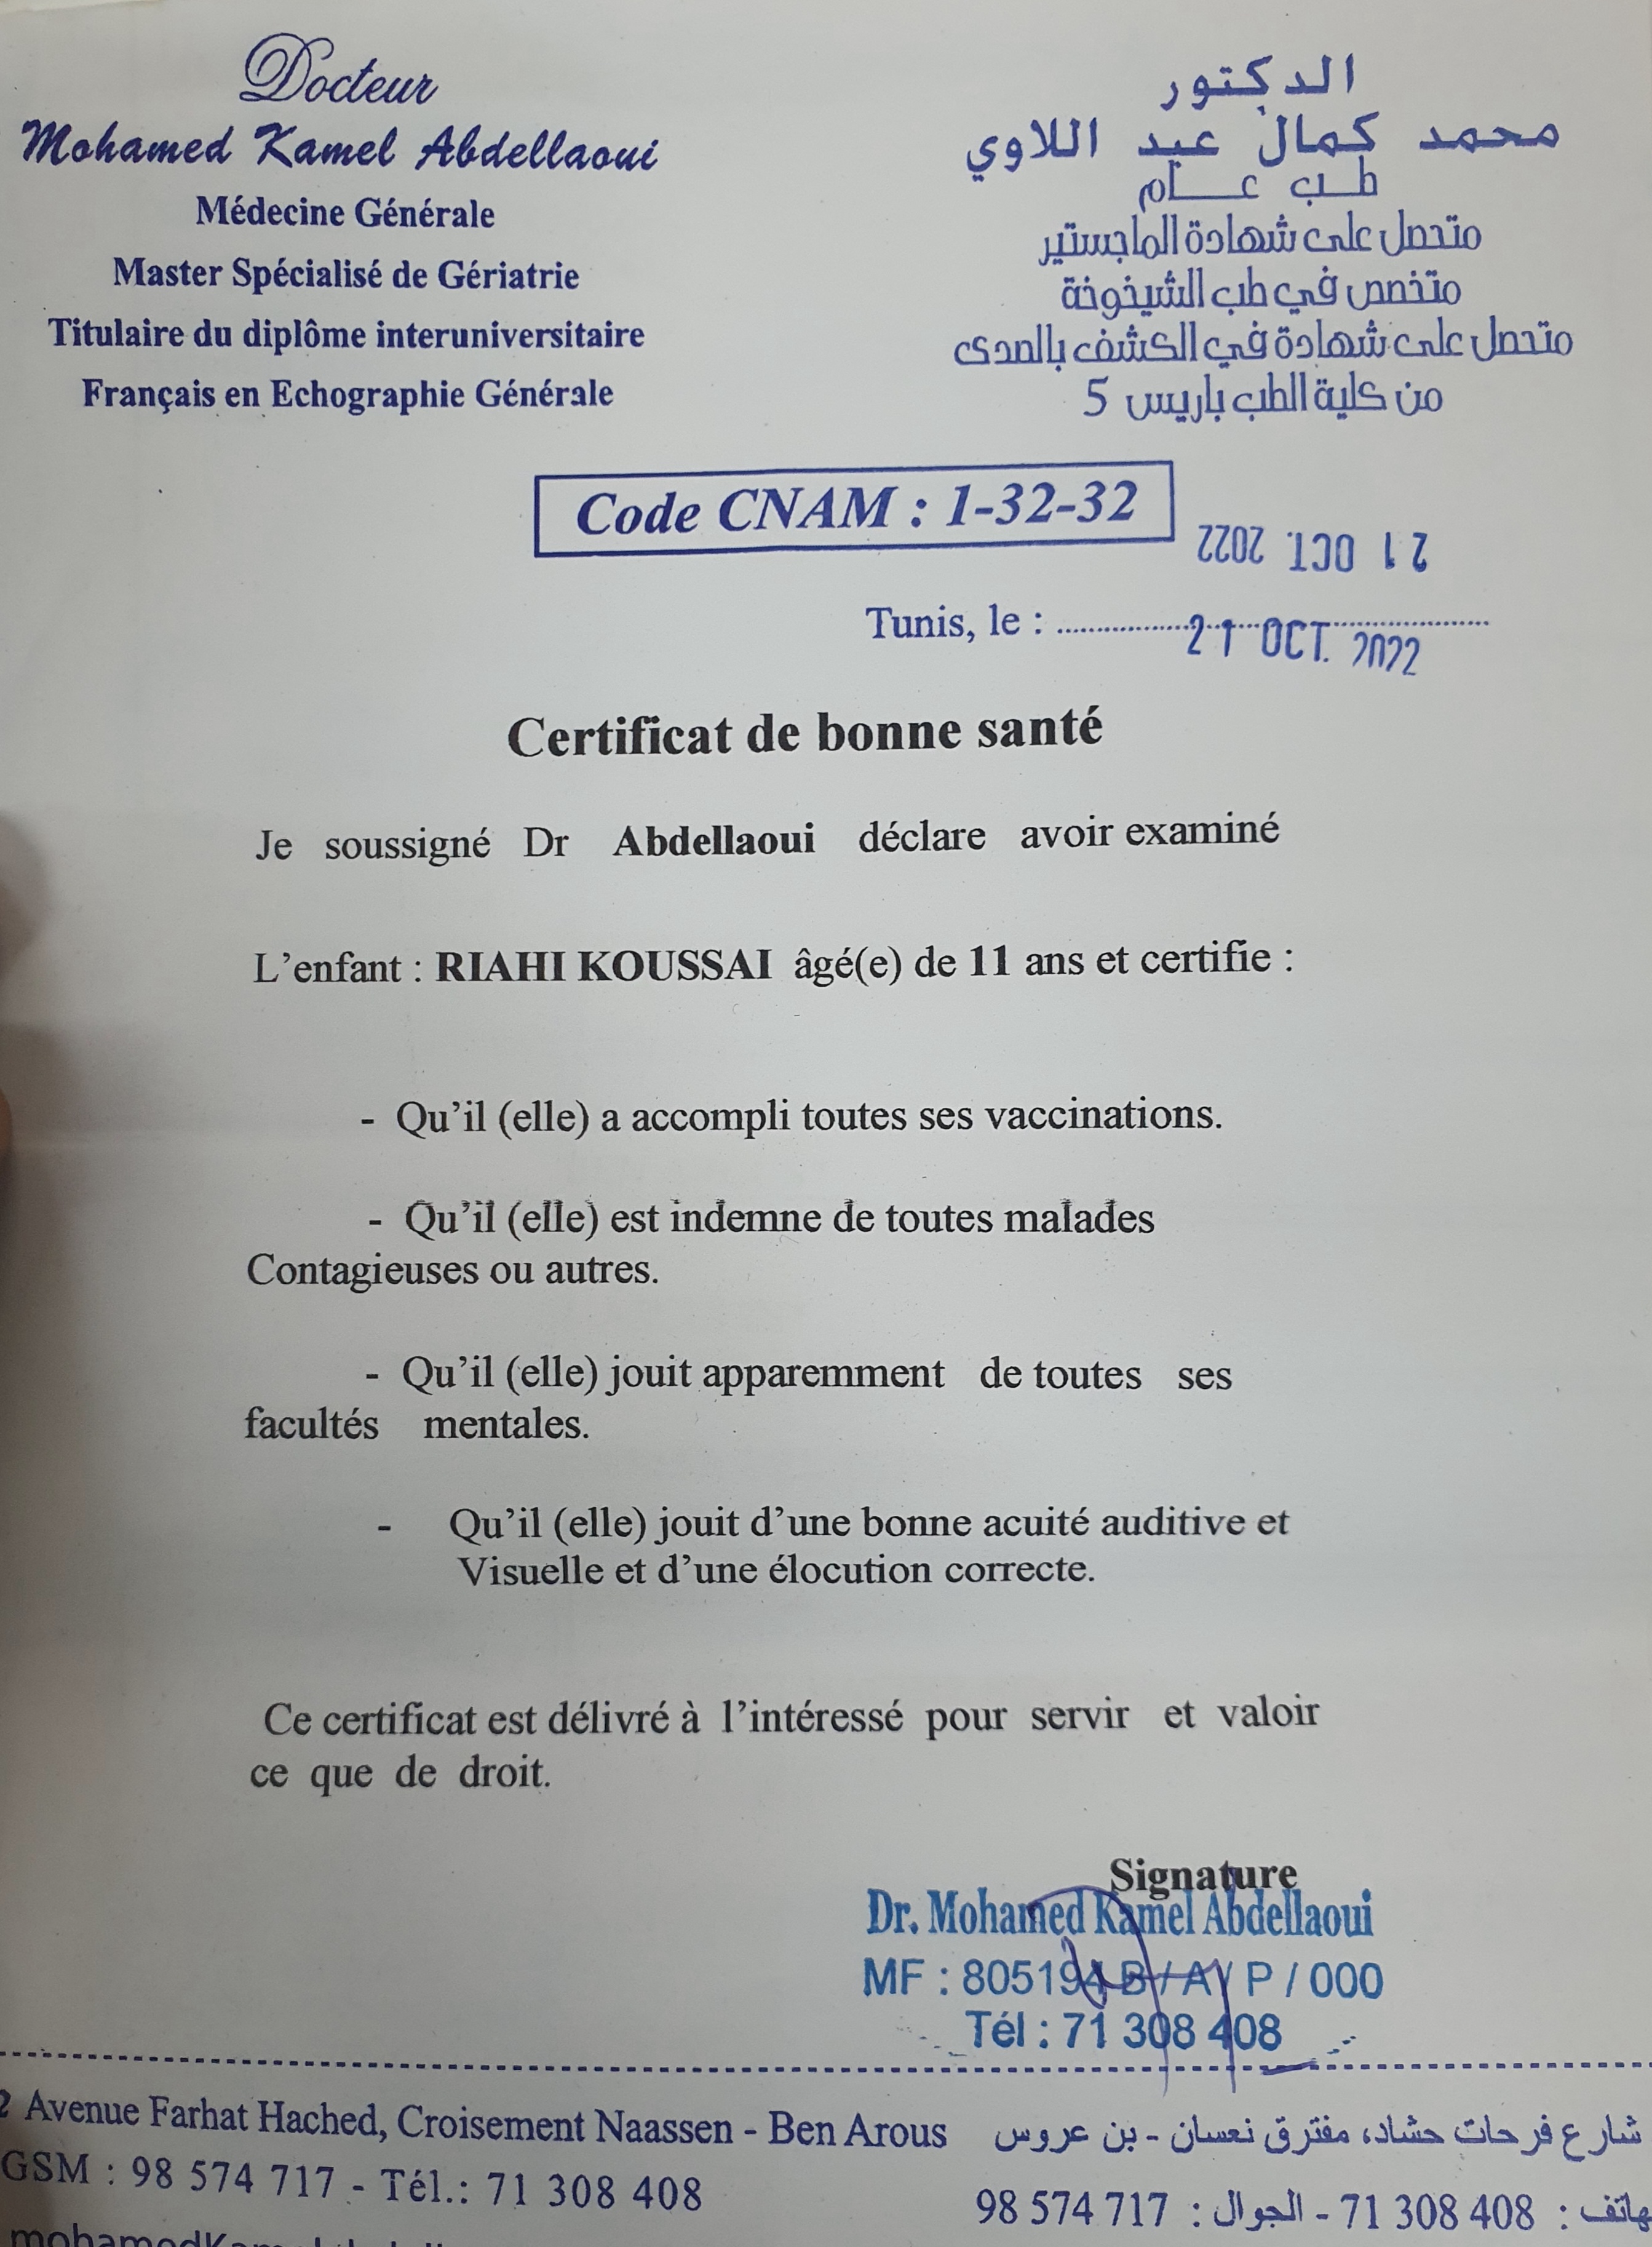 Docteur
Mohamed Kamel Abdellaoui
Médecine Générale
Master Spécialisé de Gériatrie
Titulaire du diplôme interuniversitaire
Français en Echographie Générale
الدكتور
محمد كمال عبد اللاوي
طب عام
متحصل على شهادة الماجستير
متخصص في طب الشيخوخة
متحصل على شهادة في الكشف بالصدى
من كلية الطب باريس 5
Code CNAM : 1-32-32
21 OCT. 2022
Tunis, le : 21 OCT. 2022
Certificat de bonne santé
Je soussigné Dr Abdellaoui déclare avoir examiné
L'enfant : RIAHI KOUSSAI âgé(e) de 11 ans et certifie :
- Qu'il (elle) a accompli toutes ses vaccinations.
- Qu'il (elle) est indemne de toutes malades
Contagieuses ou autres.
- Qu'il (elle) jouit apparemment de toutes ses
facultés mentales.
- Qu'il (elle) jouit d'une bonne acuité auditive et
Visuelle et d'une élocution correcte.
Ce certificat est délivré à l'intéressé pour servir et valoir
ce que de droit.
Signature
Dr. Mohamed Kamel Abdellaoui
MF : 805194 B / A / P / 000
Tél : 71 308 408
2 Avenue Farhat Hached, Croisement Naassen - Ben Arous
شارع فرحات حشاد، مفترق نعسان - بن عروس
GSM : 98 574 717 - Tél.: 71 308 408
هاتف : 71 308 408 - الجوال : 98 574 717